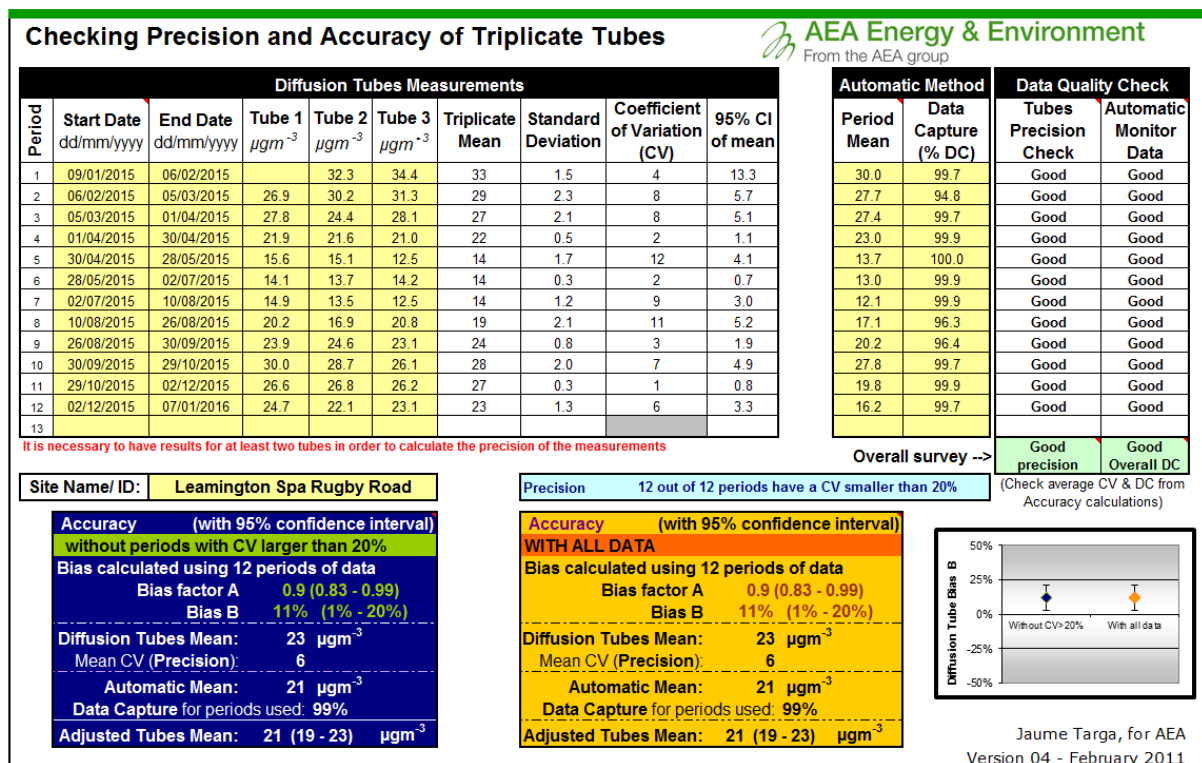 Checking Precision and Accuracy of Triplicate Tubes
AEA Energy & Environment
From the AEA group
Diffusion Tubes Measurements
Automatic Method
Data Quality Check
Period
Start Date dd/mm/yyyy
End Date dd/mm/yyyy
Tube 1 µgm-3
Tube 2 µgm-3
Tube 3 µgm-3
Triplicate Mean
Standard Deviation
Coefficient of Variation (CV)
95% CI of mean
Period Mean
Data Capture (% DC)
Tubes Precision Check
Automatic Monitor Data
1 09/01/2015 06/02/2015 32.3 34.4 33 1.5 4 13.3 30.0 99.7 Good Good
2 06/02/2015 05/03/2015 26.9 30.2 31.3 29 2.3 8 5.7 27.7 94.8 Good Good
3 05/03/2015 01/04/2015 27.8 24.4 28.1 27 2.1 8 5.1 27.4 99.7 Good Good
4 01/04/2015 30/04/2015 21.9 21.6 21.0 22 0.5 2 1.1 23.0 99.9 Good Good
5 30/04/2015 28/05/2015 15.6 15.1 12.5 14 1.7 12 4.1 13.7 100.0 Good Good
6 28/05/2015 02/07/2015 14.1 13.7 14.2 14 0.3 2 0.7 13.0 99.9 Good Good
7 02/07/2015 10/08/2015 14.9 13.5 12.5 14 1.2 9 3.0 12.1 99.9 Good Good
8 10/08/2015 26/08/2015 20.2 16.9 20.8 19 2.1 11 5.2 17.1 96.3 Good Good
9 26/08/2015 30/09/2015 23.9 24.6 23.1 24 0.8 3 1.9 20.2 96.4 Good Good
10 30/09/2015 29/10/2015 30.0 28.7 26.1 28 2.0 7 4.9 27.8 99.7 Good Good
11 29/10/2015 02/12/2015 26.6 26.8 26.2 27 0.3 1 0.8 19.8 99.9 Good Good
12 02/12/2015 07/01/2016 24.7 22.1 23.1 23 1.3 6 3.3 16.2 99.7 Good Good
13
It is necessary to have results for at least two tubes in order to calculate the precision of the measurements
Overall survey -->
Good precision
Good Overall DC
Site Name/ ID: Leamington Spa Rugby Road
Precision 12 out of 12 periods have a CV smaller than 20%
(Check average CV & DC from
Accuracy calculations)
Accuracy (with 95% confidence interval)
without periods with CV larger than 20%
Bias calculated using 12 periods of data
Bias factor A 0.9 (0.83 - 0.99)
Bias B 11% (1% - 20%)
Diffusion Tubes Mean: 23 µgm-3
Mean CV (Precision): 6
Automatic Mean: 21 µgm-3
Data Capture for periods used: 99%
Adjusted Tubes Mean: 21 (19 - 23) µgm-3
Accuracy (with 95% confidence interval)
WITH ALL DATA
Bias calculated using 12 periods of data
Bias factor A 0.9 (0.83 - 0.99)
Bias B 11% (1% - 20%)
Diffusion Tubes Mean: 23 µgm-3
Mean CV (Precision): 6
Automatic Mean: 21 µgm-3
Data Capture for periods used: 99%
Adjusted Tubes Mean: 21 (19 - 23) µgm-3
Diffusion Tube Bias B
50%
25%
0%
-25%
-50%
Without CV>20%
With all data
Jaume Targa, for AEA
Version 04 - February 2011